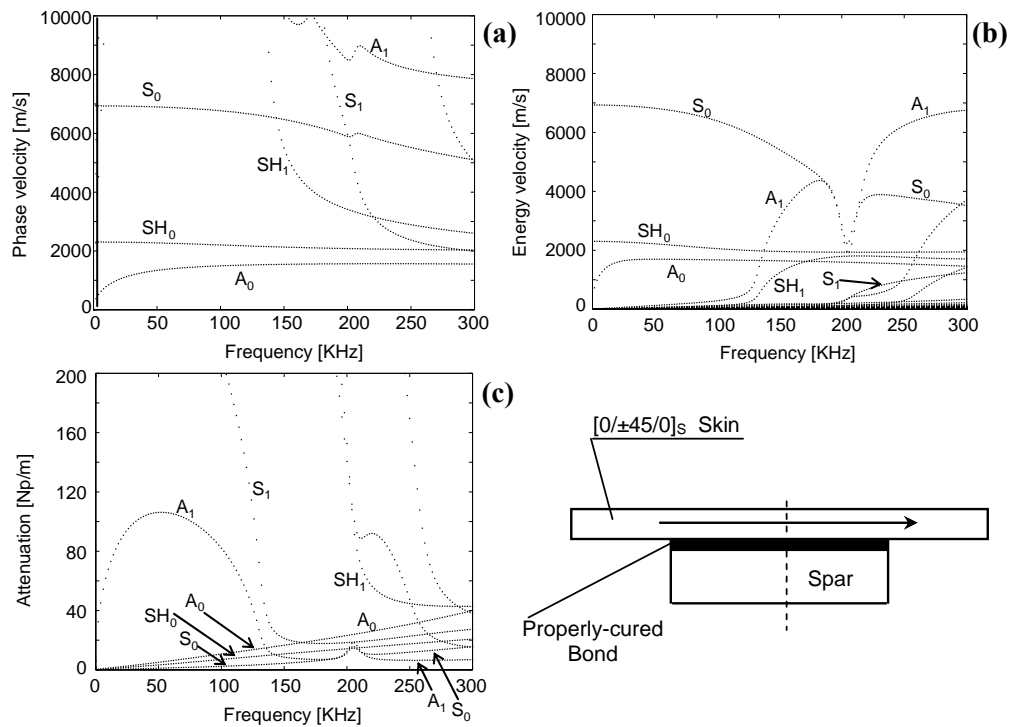 (a)
10000
8000
6000
4000
2000
0
Phase velocity [m/s]
A1
S0
S1
SH1
SH0
A0
0 50 100 150 200 250 300
Frequency [KHz]
(b)
10000
8000
6000
4000
2000
0
Energy velocity [m/s]
S0
A1
A1
S0
SH0
A0
SH1
S1
0 50 100 150 200 250 300
Frequency [KHz]
(c)
200
160
120
80
40
0
Attenuation [Np/m]
A1
S1
SH1
A0
SH0
S0
A0
A1
S0
0 50 100 150 200 250 300
Frequency [KHz]
[0/±45/0]S Skin
Spar
Properly-cured
Bond